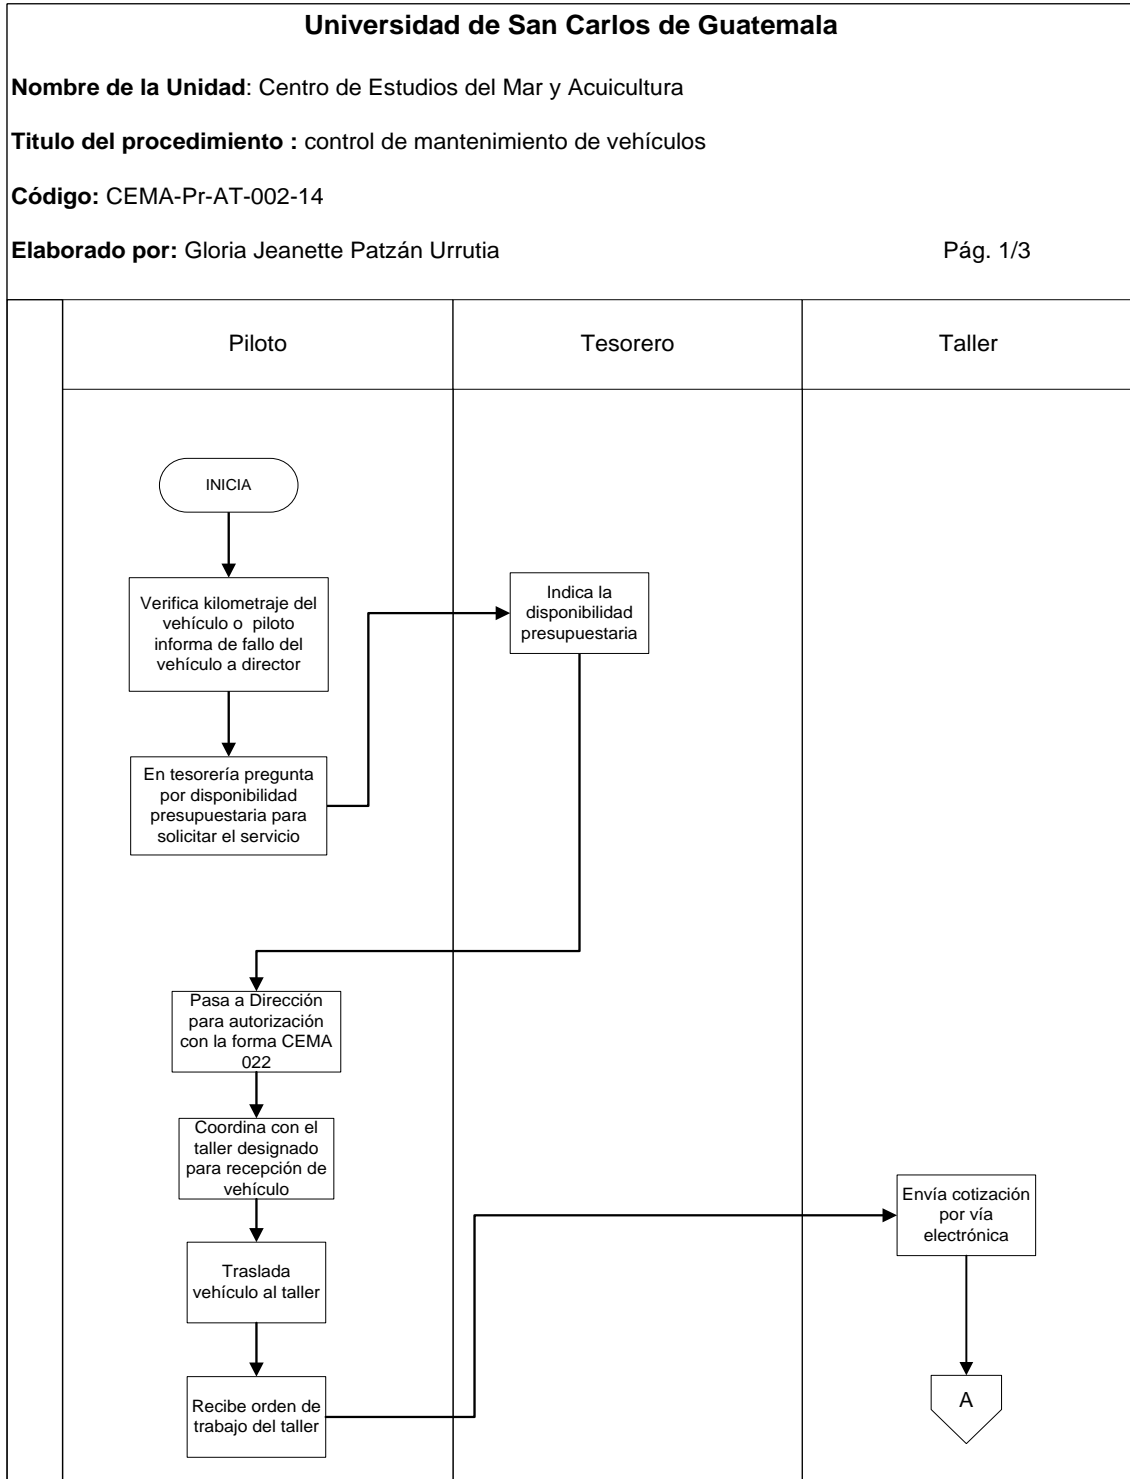 Universidad de San Carlos de Guatemala
Nombre de la Unidad: Centro de Estudios del Mar y Acuicultura
Titulo del procedimiento : control de mantenimiento de vehículos
Código: CEMA-Pr-AT-002-14
Elaborado por: Gloria Jeanette Patzán Urrutia Pág. 1/3
Piloto Tesorero Taller
INICIA
Verifica kilometraje del
vehículo o piloto
informa de fallo del
vehículo a director
Indica la
disponibilidad
presupuestaria
En tesorería pregunta
por disponibilidad
presupuestaria para
solicitar el servicio
Pasa a Dirección
para autorización
con la forma CEMA
022
Coordina con el
taller designado
para recepción de
vehículo
Envía cotización
por vía
electrónica
Traslada
vehículo al taller
Recibe orden de
trabajo del taller
A